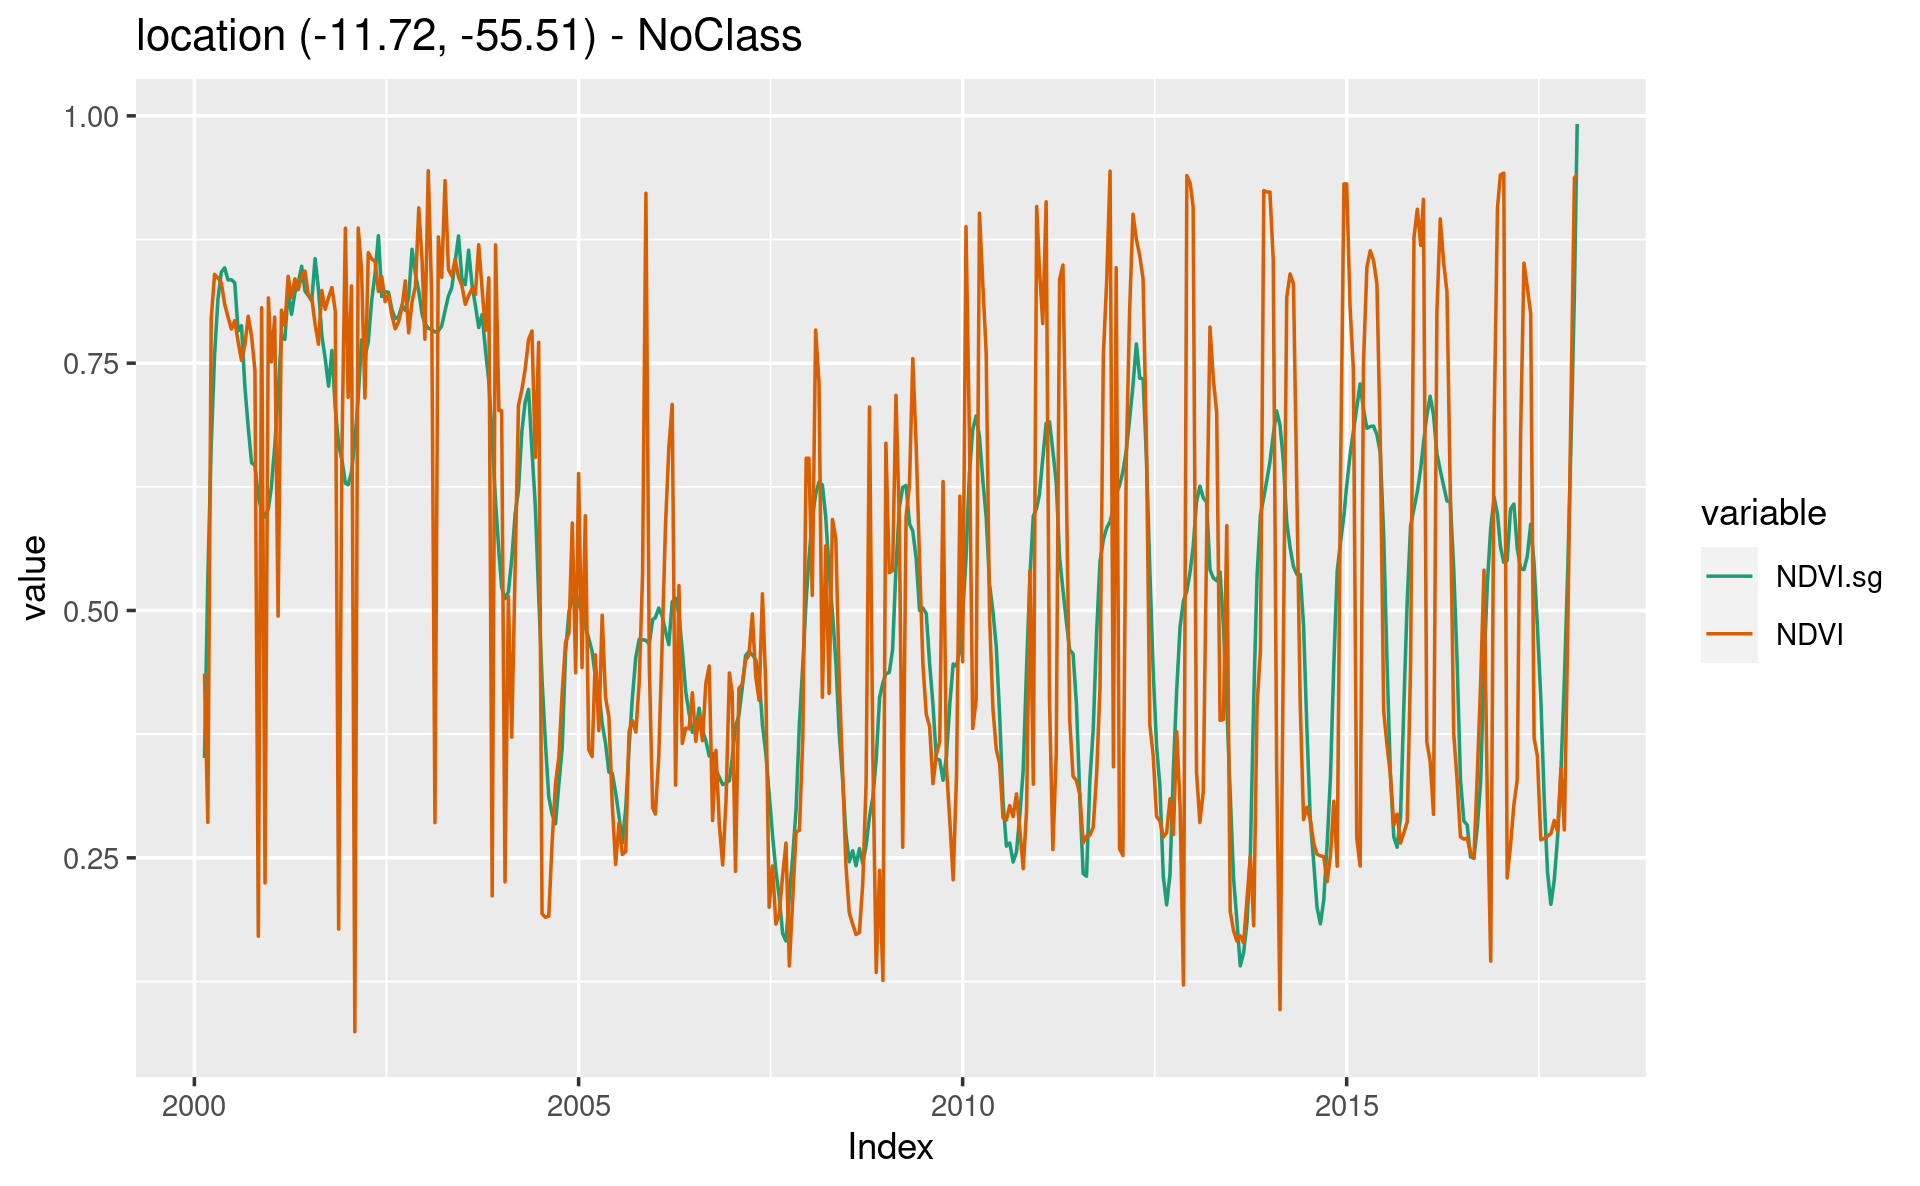 location (-11.72, -55.51) - NoClass
1.00
0.75
0.50
0.25
value
2000
2005
2010
2015
Index
variable
NDVI.sg
NDVI